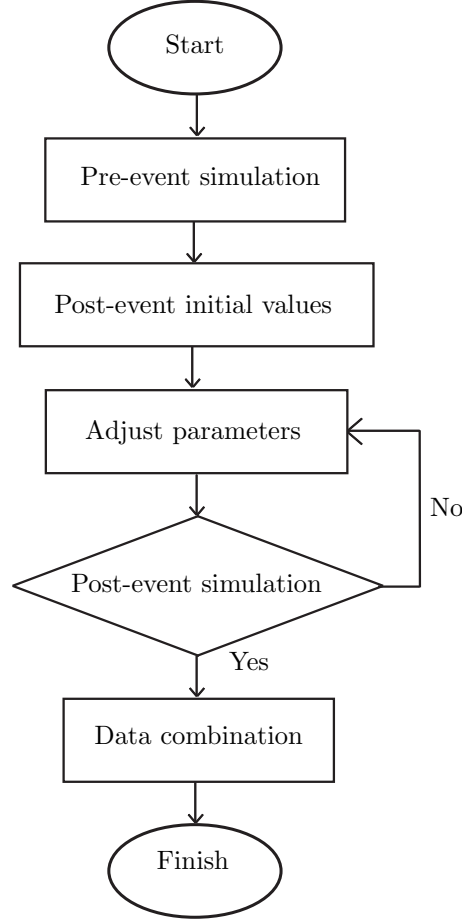 Start
Pre-event simulation
Post-event initial values
Adjust parameters
No
Post-event simulation
Yes
Data combination
Finish